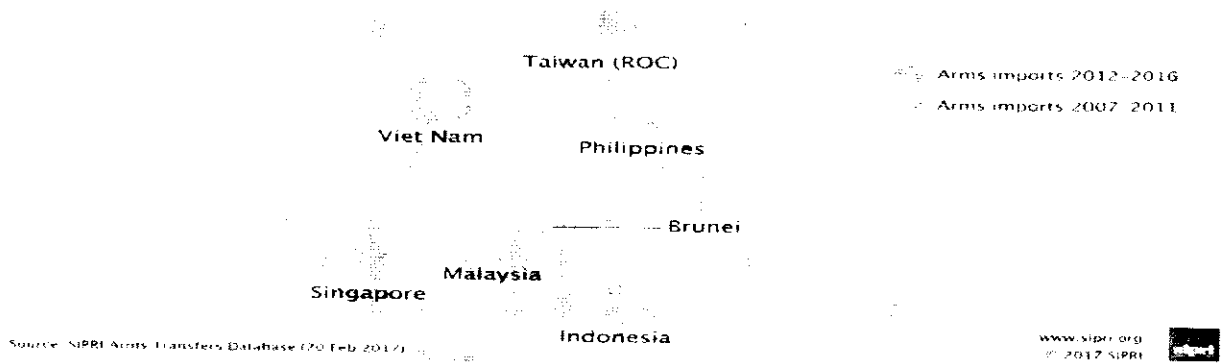 Taiwan (ROC)
Arms imports 2012–2016
Arms imports 2007–2011
Viet Nam
Philippines
Brunei
Malaysia
Singapore
Indonesia
Source: SIPRI Arms Transfers Database (20 Feb 2017)
www.sipri.org
© 2017 SIPRI
sipri